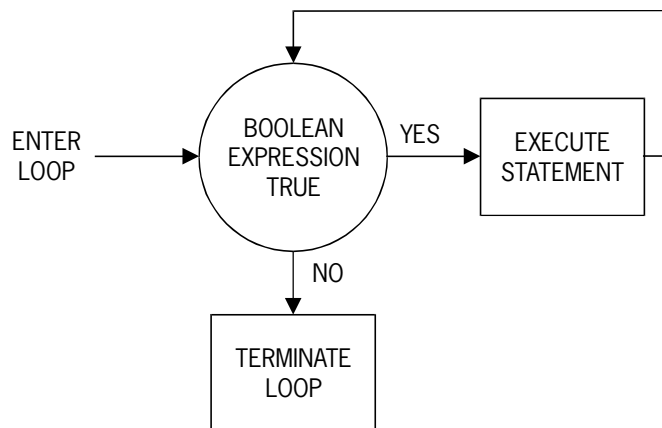 ENTER
LOOP
BOOLEAN
EXPRESSION
TRUE
YES
EXECUTE
STATEMENT
NO
TERMINATE
LOOP